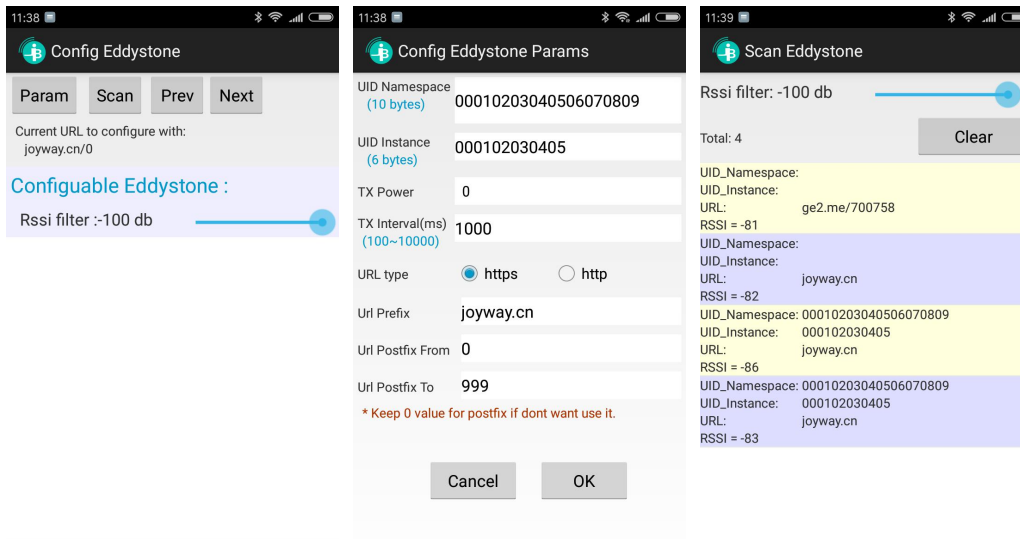 11:38
Config Eddystone
Param Scan Prev Next
Current URL to configure with:
joyway.cn/0
Configuable Eddystone :
Rssi filter :-100 db
11:38
Config Eddystone Params
UID Namespace 00010203040506070809
(10 bytes)
UID Instance 000102030405
(6 bytes)
TX Power 0
TX Interval(ms) 1000
(100~10000)
URL type https http
Url Prefix joyway.cn
Url Postfix From 0
Url Postfix To 999
* Keep 0 value for postfix if dont want use it.
Cancel OK
11:39
Scan Eddystone
Rssi filter: -100 db
Total: 4 Clear
UID_Namespace:
UID_Instance:
URL: ge2.me/700758
RSSI = -81
UID_Namespace:
UID_Instance:
URL: joyway.cn
RSSI = -82
UID_Namespace: 00010203040506070809
UID_Instance: 000102030405
URL: joyway.cn
RSSI = -86
UID_Namespace: 00010203040506070809
UID_Instance: 000102030405
URL: joyway.cn
RSSI = -83